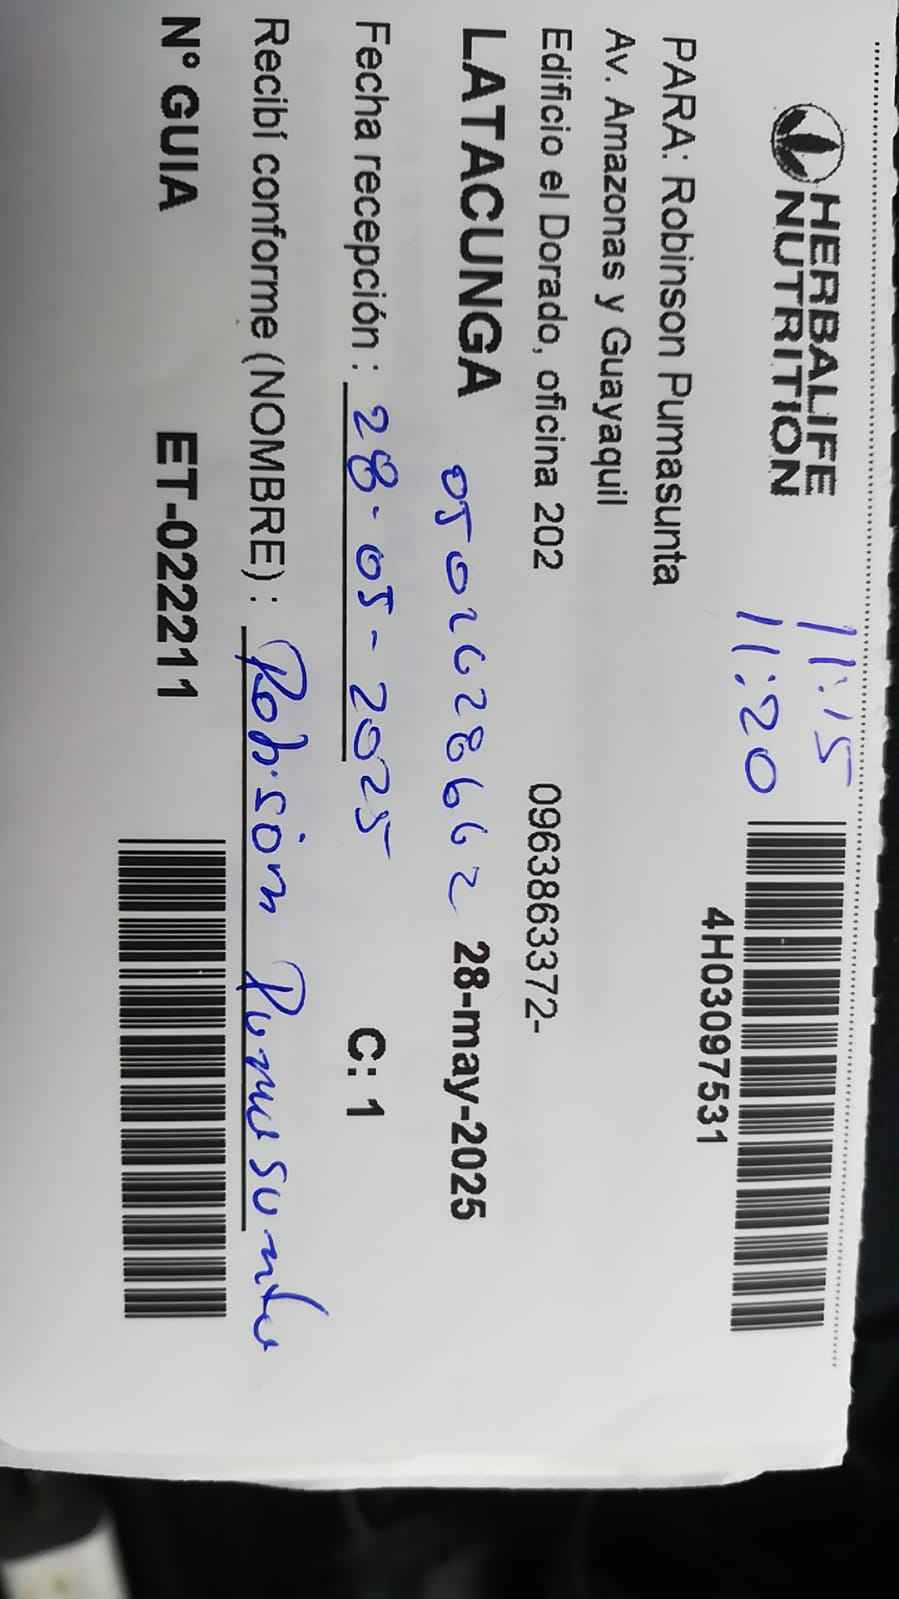 HERBALIFE
NUTRITION
11:15
11:20
4H03097531
PARA: Robinson Pumasunta
Av. Amazonas y Guayaquil
Edificio el Dorado, oficina 202 0963863372-
LATACUNGA 0502628662 28-may-2025
Fecha recepción : 28-05-2025 C: 1
Recibí conforme (NOMBRE) : Robison Pumasunta
N° GUIA ET-022211